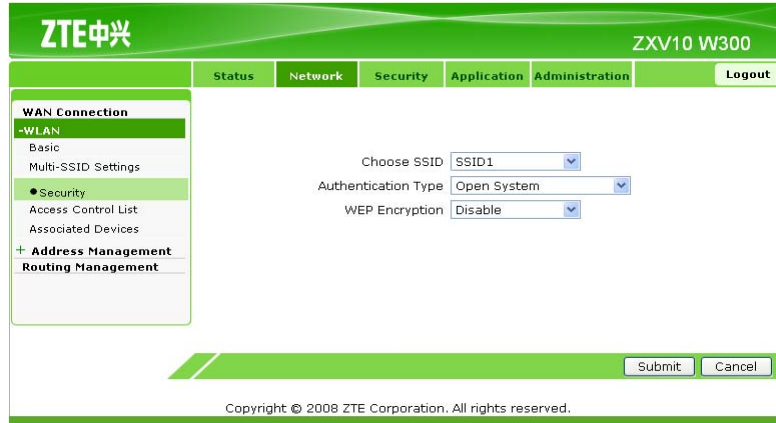 ZTE中兴
ZXV10 W300
Status Network Security Application Administration Logout
WAN Connection
-WLAN
Basic
Multi-SSID Settings
Security
Access Control List
Associated Devices
+ Address Management
Routing Management
Choose SSID SSID1
Authentication Type Open System
WEP Encryption Disable
Submit Cancel
Copyright © 2008 ZTE Corporation. All rights reserved.